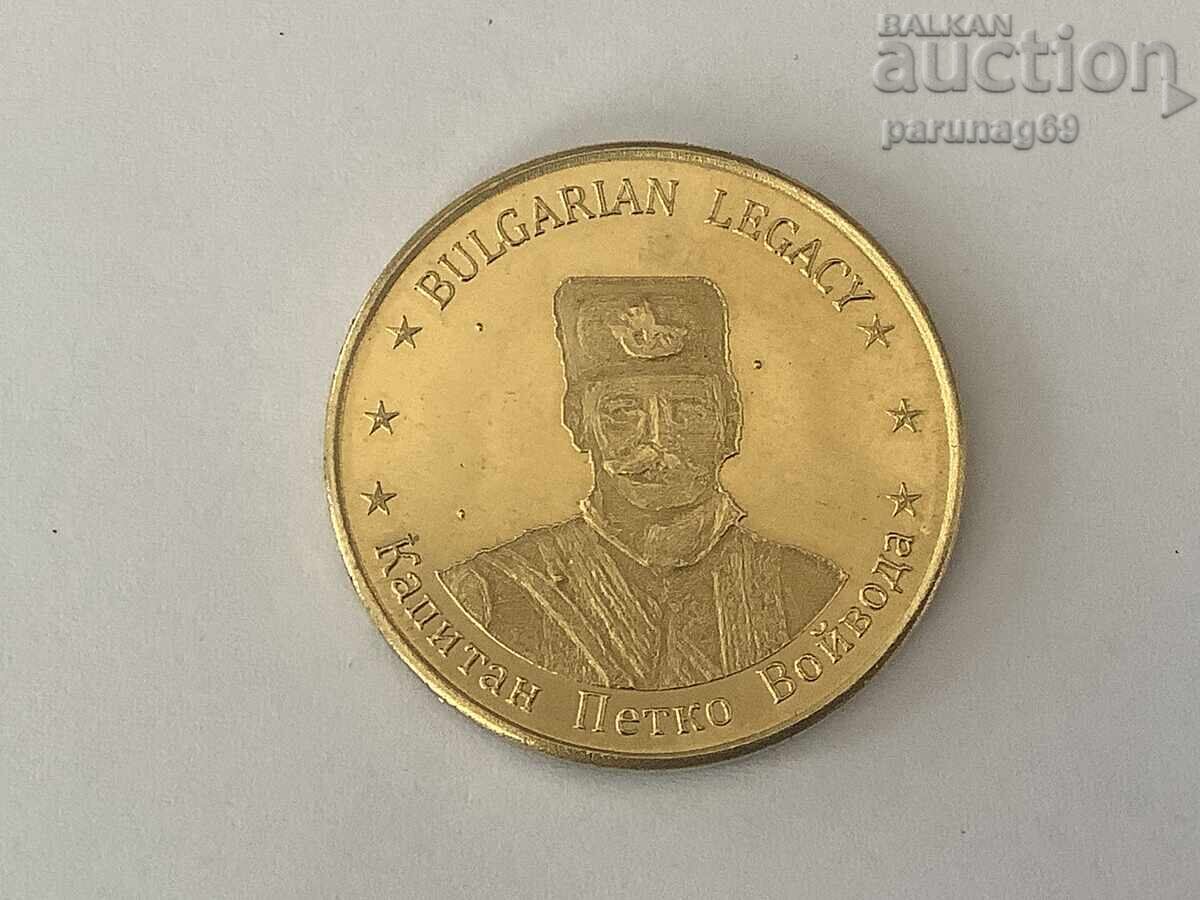 BALKAN
auction
parunag69
BULGARIAN LEGACY
Капитан Петко Войвода